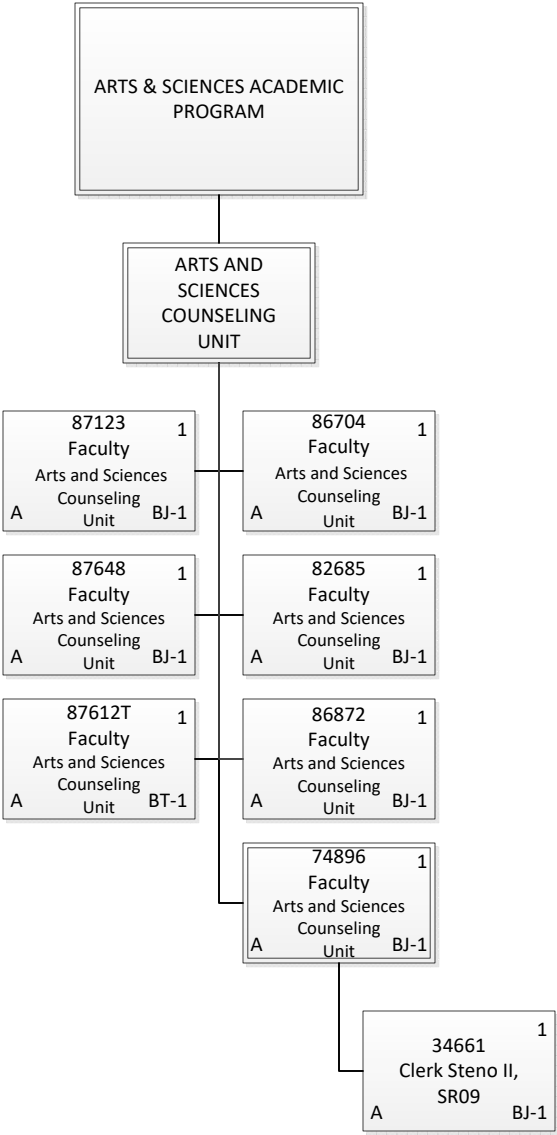 ARTS & SCIENCES ACADEMIC
PROGRAM
ARTS AND
SCIENCES
COUNSELING
UNIT
87123 1
Faculty
Arts and Sciences
Counseling
A Unit BJ-1
86704 1
Faculty
Arts and Sciences
Counseling
A Unit BJ-1
87648 1
Faculty
Arts and Sciences
Counseling
A Unit BJ-1
82685 1
Faculty
Arts and Sciences
Counseling
A Unit BJ-1
87612T 1
Faculty
Arts and Sciences
Counseling
A Unit BT-1
86872 1
Faculty
Arts and Sciences
Counseling
A Unit BJ-1
74896 1
Faculty
Arts and Sciences
Counseling
A Unit BJ-1
1
34661
Clerk Steno II,
SR09
A BJ-1